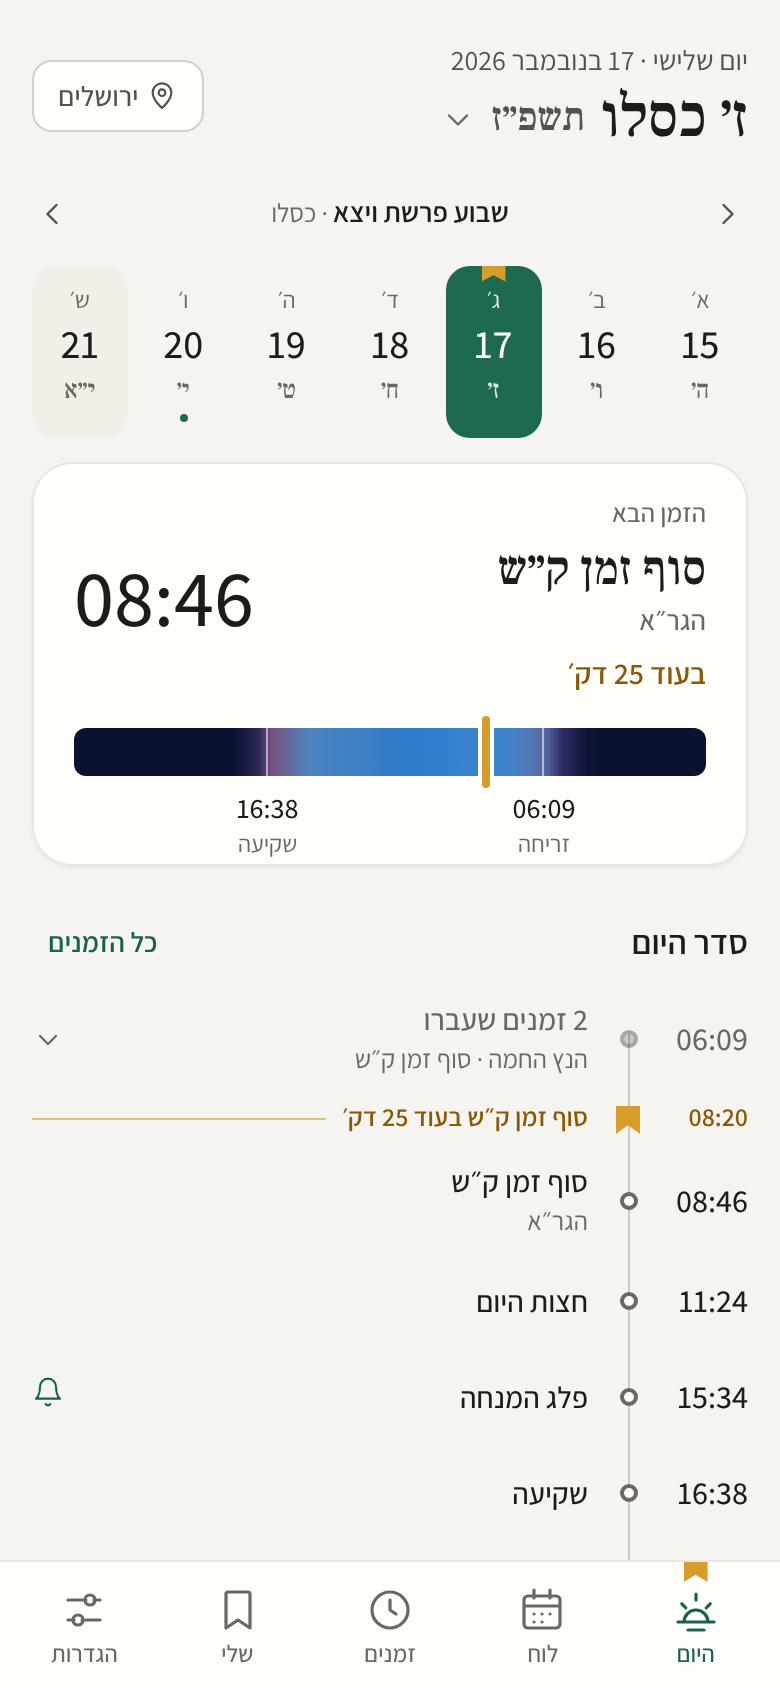 יום שלישי · 17 בנובמבר 2026
ז׳ כסלו תשפ״ז
ירושלים
שבוע פרשת ויצא · כסלו
א׳ ב׳ ג׳ ד׳ ה׳ ו׳ ש׳
15 16 17 18 19 20 21
ה׳ ו׳ ז׳ ח׳ ט׳ י׳ י״א
הזמן הבא
סוף זמן ק״ש
08:46
הגר״א
בעוד 25 דק׳
06:09 16:38
זריחה שקיעה
סדר היום כל הזמנים
06:09 2 זמנים שעברו
הנץ החמה · סוף זמן ק״ש
08:20 סוף זמן ק״ש בעוד 25 דק׳
08:46 סוף זמן ק״ש
הגר״א
11:24 חצות היום
15:34 פלג המנחה
16:38 שקיעה
היום לוח זמנים שלי הגדרות